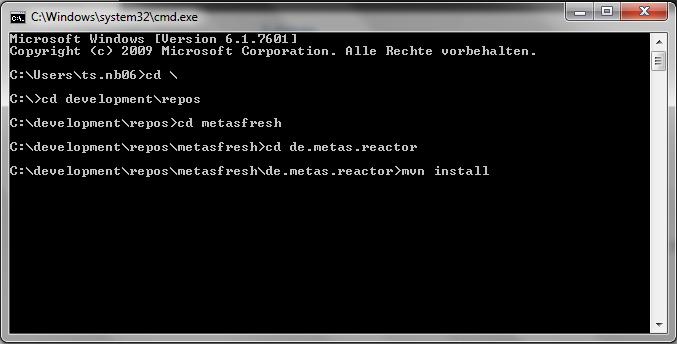 C:\Windows\system32\cmd.exe
Microsoft Windows [Version 6.1.7601]
Copyright (c) 2009 Microsoft Corporation. Alle Rechte vorbehalten.
C:\Users\ts.nb06>cd \
C:\>cd development\repos
C:\development\repos>cd metasfresh
C:\development\repos\metasfresh>cd de.metas.reactor
C:\development\repos\metasfresh\de.metas.reactor>mvn install